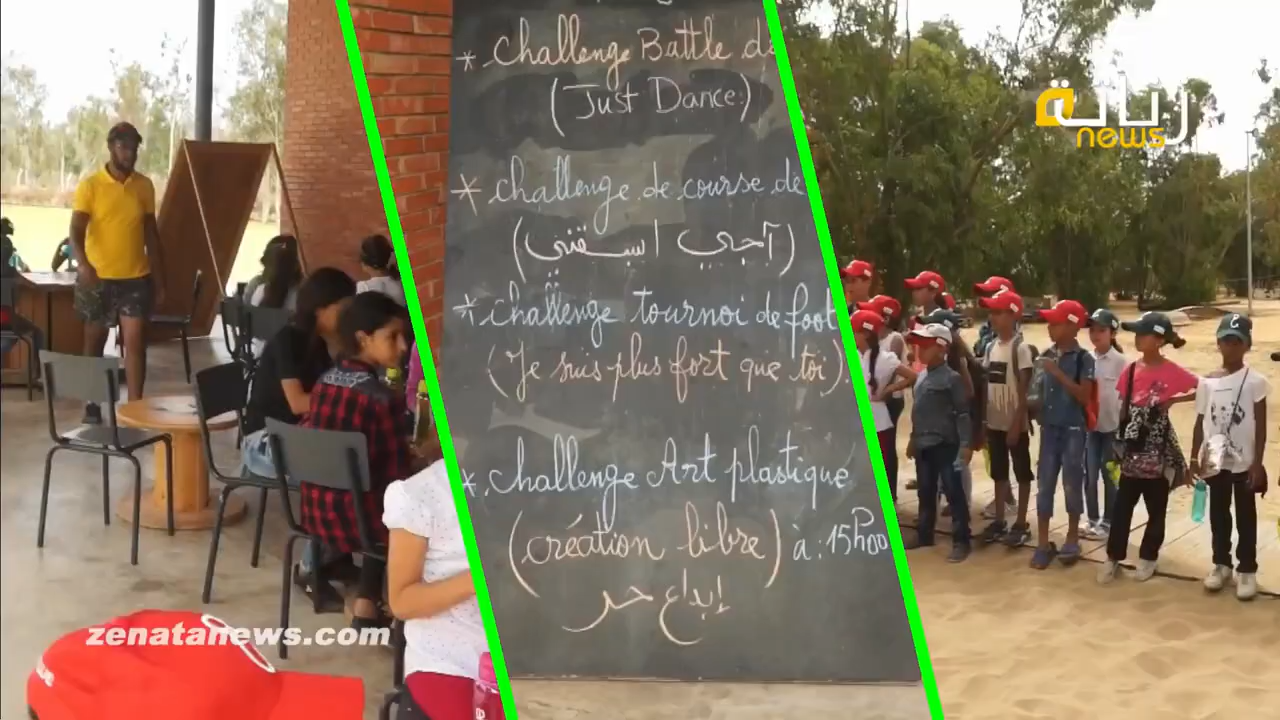 * Challenge Battle de
(Just Dance)
* challenge de course de
(آجي اسبقني)
* challenge tournoi de foot
(Je suis plus fort que toi).
* challenge Art plastique
(création libre) à : 15h00
إبداع حر
زناتة
news
zenatanews.com